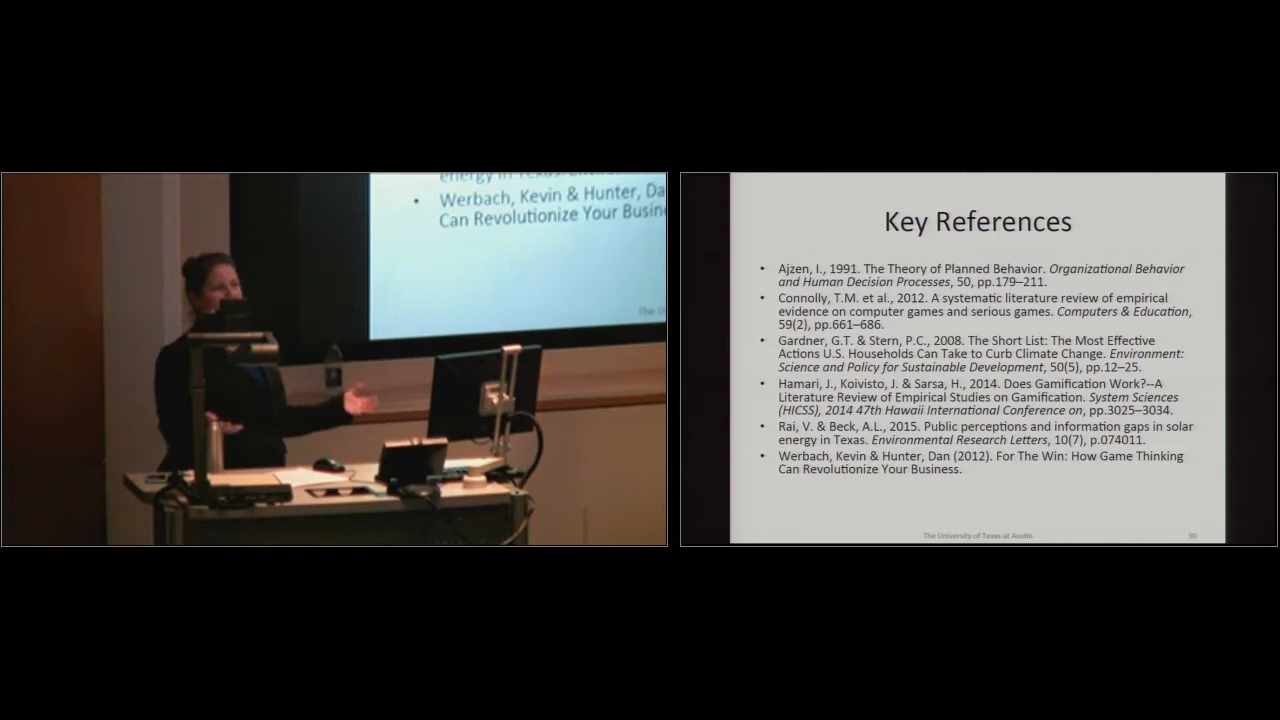 energy in Texas.
• Werbach, Kevin & Hunter, Da
Can Revolutionize Your Busine
Key References
• Ajzen, I., 1991. The Theory of Planned Behavior. Organizational Behavior
and Human Decision Processes, 50, pp.179–211.
• Connolly, T.M. et al., 2012. A systematic literature review of empirical
evidence on computer games and serious games. Computers & Education,
59(2), pp.661–686.
• Gardner, G.T. & Stern, P.C., 2008. The Short List: The Most Effective
Actions U.S. Households Can Take to Curb Climate Change. Environment:
Science and Policy for Sustainable Development, 50(5), pp.12–25.
• Hamari, J., Koivisto, J. & Sarsa, H., 2014. Does Gamification Work?--A
Literature Review of Empirical Studies on Gamification. System Sciences
(HICSS), 2014 47th Hawaii International Conference on, pp.3025–3034.
• Rai, V. & Beck, A.L., 2015. Public perceptions and information gaps in solar
energy in Texas. Environmental Research Letters, 10(7), p.074011.
• Werbach, Kevin & Hunter, Dan (2012). For The Win: How Game Thinking
Can Revolutionize Your Business.
The University of Texas at Austin
30